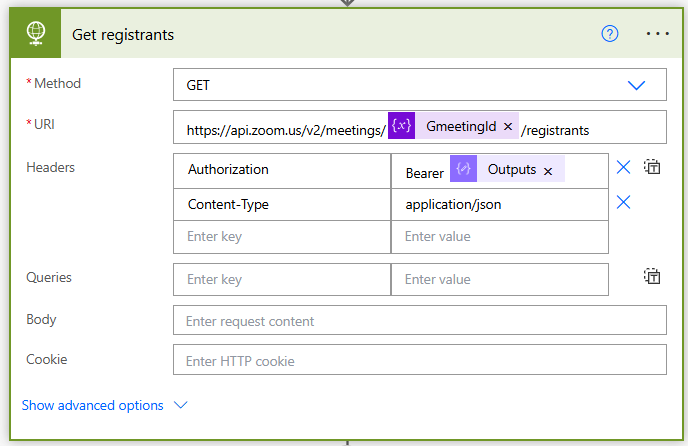 Get registrants
* Method
GET
* URI
https://api.zoom.us/v2/meetings/ {x} GmeetingId × /registrants
Headers
Authorization
Bearer Outputs ×
Content-Type
application/json
Enter key
Enter value
Queries
Enter key
Enter value
Body
Enter request content
Cookie
Enter HTTP cookie
Show advanced options